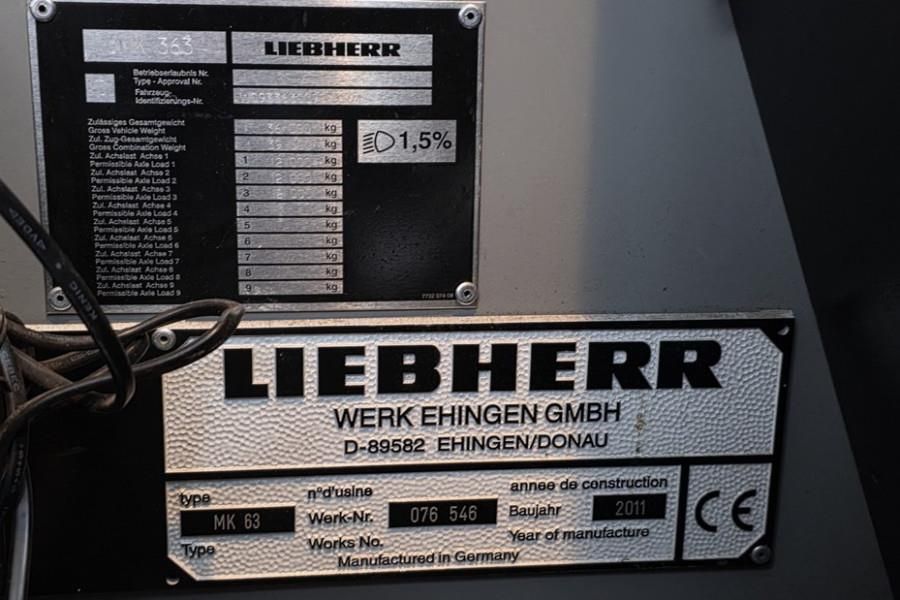 363 LIEBHERR
Betriebserlaubnis Nr.
Type - Approval Nr.
Fahrzeug-
Identifizierungs-Nr.
Zulässiges Gesamtgewicht
Gross Vehicle Weight
Zul. Zug-Gesamtgewicht
Gross Combination Weight
Zul. Achslast Achse 1
Permissible Axle Load 1
Zul. Achslast Achse 2
Permissible Axle Load 2
Zul. Achslast Achse 3
Permissible Axle Load 3
Zul. Achslast Achse 4
Permissible Axle Load 4
Zul. Achslast Achse 5
Permissible Axle Load 5
Zul. Achslast Achse 6
Permissible Axle Load 6
Zul. Achslast Achse 7
Permissible Axle Load 7
Zul. Achslast Achse 8
Permissible Axle Load 8
Zul. Achslast Achse 9
Permissible Axle Load 9
kg
kg
1 kg
2 kg
3 kg
4 kg
5 kg
6 kg
7 kg
8 kg
9 kg
1,5%
LIEBHERR
WERK EHINGEN GMBH
D-89582 EHINGEN/DONAU
type n°d'usine annee de construction
MK 63 Werk-Nr. 076 546 Baujahr 2011
Type Works No. Year of manufacture
Manufactured in Germany
CE